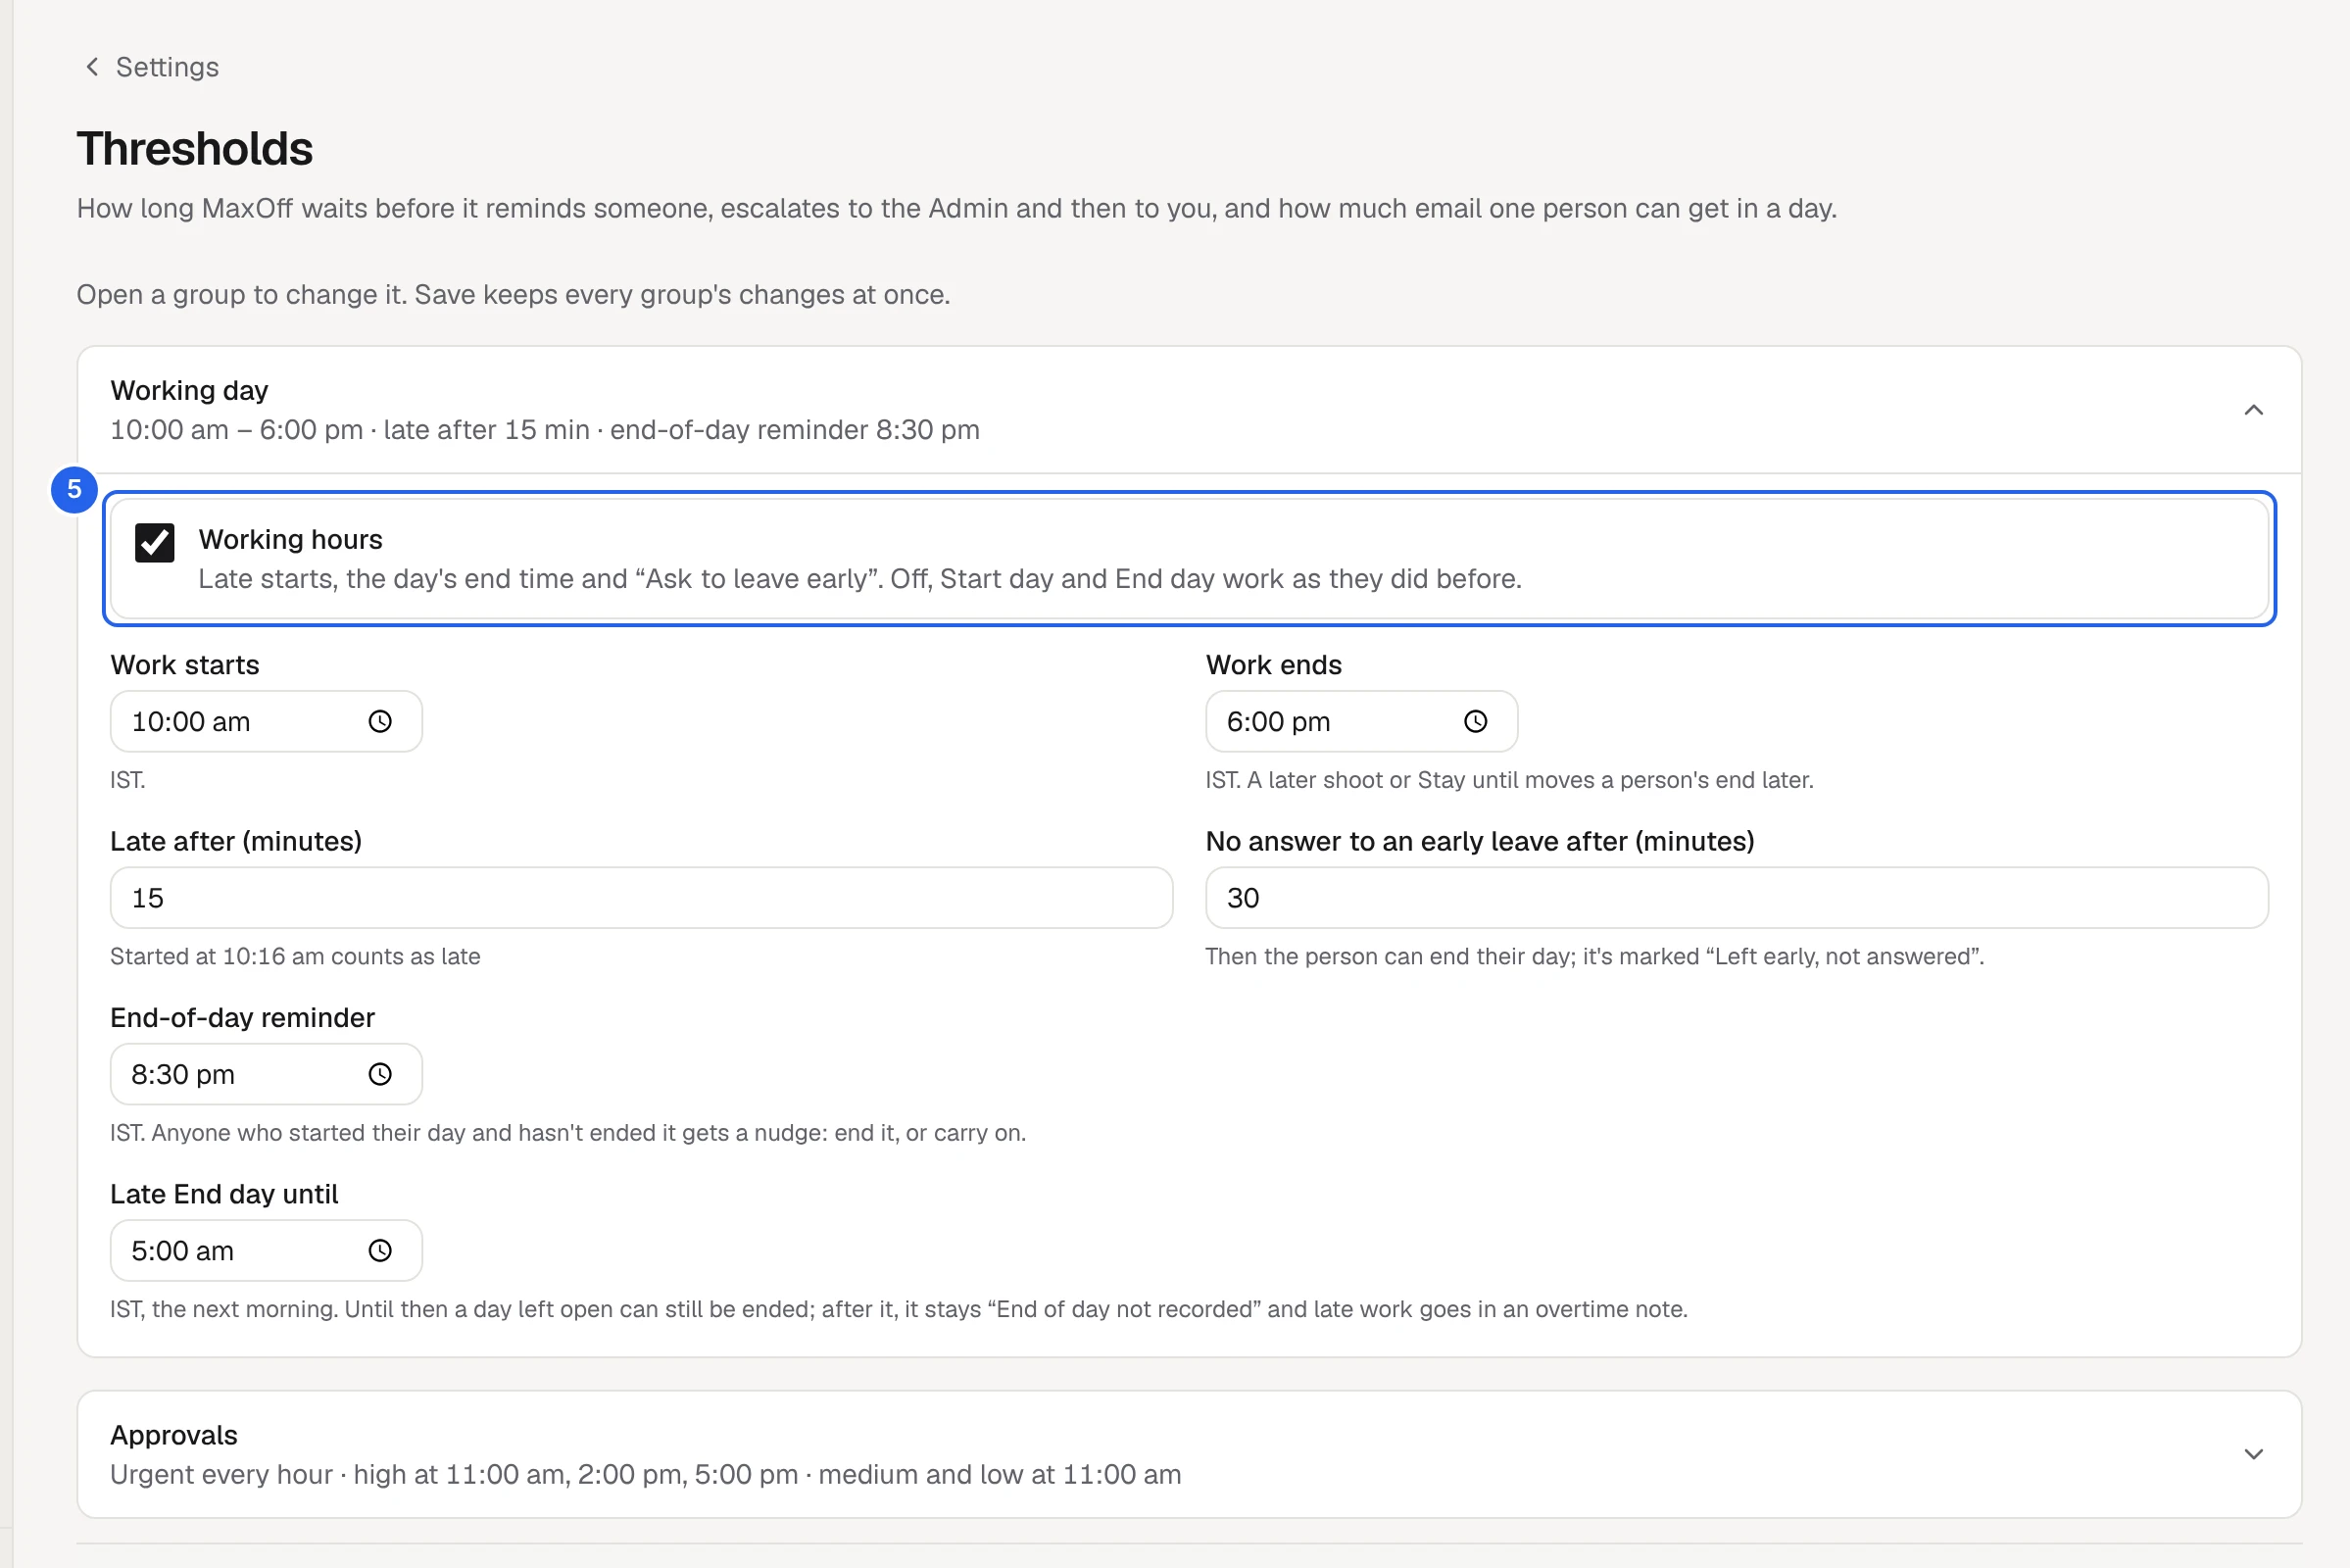 Settings
Thresholds
How long MaxOff waits before it reminds someone, escalates to the Admin and then to you, and how much email one person can get in a day.
Open a group to change it. Save keeps every group's changes at once.
Working day
10:00 am – 6:00 pm · late after 15 min · end-of-day reminder 8:30 pm
5
Working hours
Late starts, the day's end time and “Ask to leave early”. Off, Start day and End day work as they did before.
Work starts
10:00 am
IST.
Work ends
6:00 pm
IST. A later shoot or Stay until moves a person's end later.
Late after (minutes)
15
Started at 10:16 am counts as late
No answer to an early leave after (minutes)
30
Then the person can end their day; it's marked “Left early, not answered”.
End-of-day reminder
8:30 pm
IST. Anyone who started their day and hasn't ended it gets a nudge: end it, or carry on.
Late End day until
5:00 am
IST, the next morning. Until then a day left open can still be ended; after it, it stays “End of day not recorded” and late work goes in an overtime note.
Approvals
Urgent every hour · high at 11:00 am, 2:00 pm, 5:00 pm · medium and low at 11:00 am